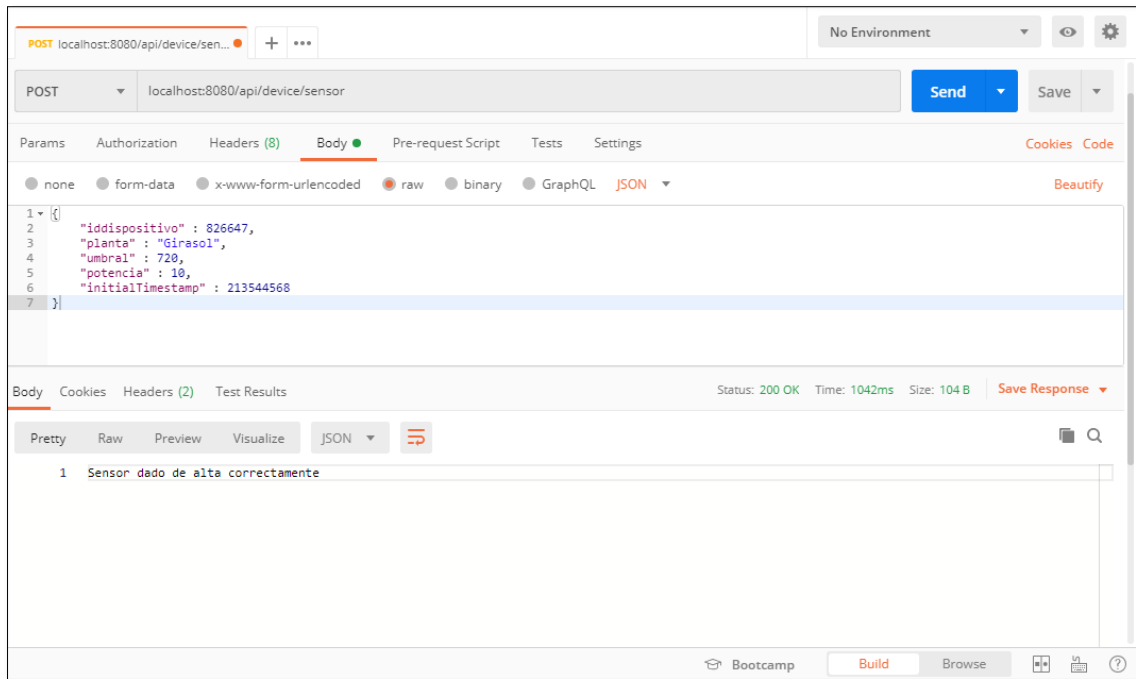 POST localhost:8080/api/device/sen... + •••
No Environment
POST localhost:8080/api/device/sensor Send Save
Params Authorization Headers (8) Body Pre-request Script Tests Settings Cookies Code
none form-data x-www-form-urlencoded raw binary GraphQL JSON Beautify
1 {
2 "iddispositivo" : 826647,
3 "planta" : "Girasol",
4 "umbral" : 720,
5 "potencia" : 10,
6 "initialTimestamp" : 213544568
7 }
Body Cookies Headers (2) Test Results Status: 200 OK Time: 1042ms Size: 104 B Save Response
Pretty Raw Preview Visualize JSON
1 Sensor dado de alta correctamente
Bootcamp Build Browse ?